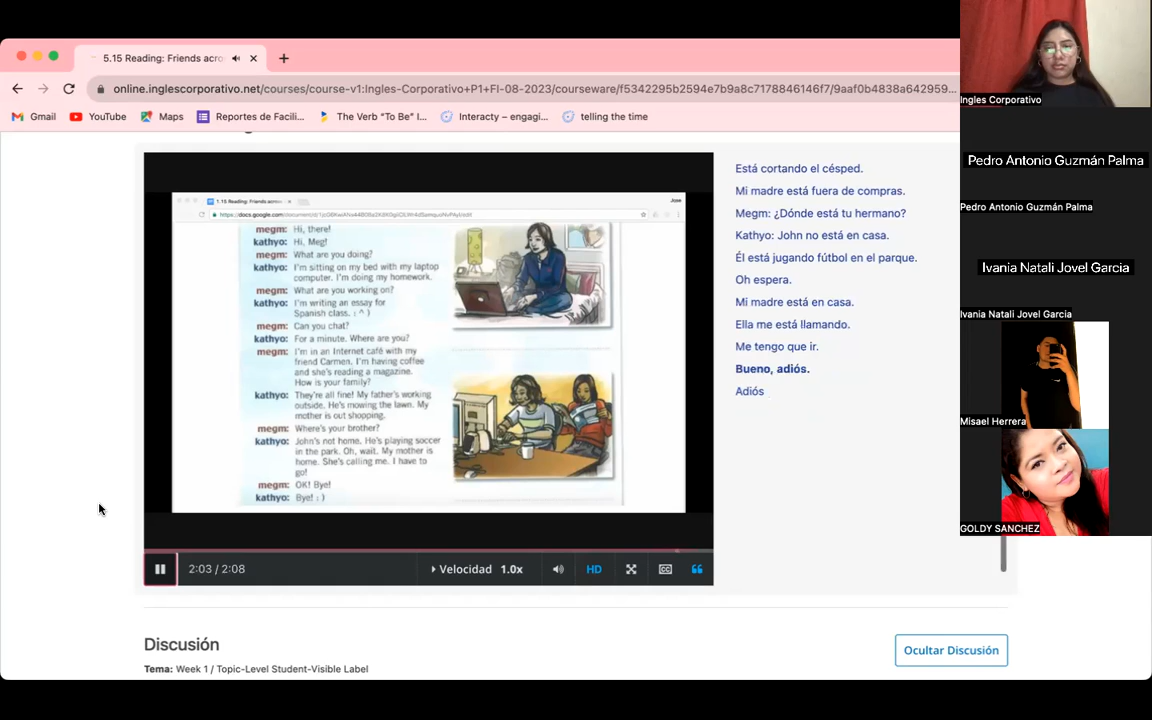 5.15 Reading: Friends acro
online.inglescorporativo.net/courses/course-v1:Ingles-Corporativo+P1+FI-08-2023/courseware/f5342295b2594e7b9a8c7178846146f7/9aaf0b4838a642959...
Gmail
YouTube
Maps
Reportes de Facili...
The Verb "To Be" I...
Interacty – engagi...
telling the time
Jose
1.15 Reading: Friends across
megm: Hi, there!
kathyo: Hi, Meg!
megm: What are you doing?
kathyo: I'm sitting on my bed with my laptop
computer. I'm doing my homework.
megm: What are you working on?
kathyo: I'm writing an essay for
Spanish class. : ^ )
megm: Can you chat?
kathyo: For a minute. Where are you?
megm: I'm in an Internet café with my
friend Carmen. I'm having coffee
and she's reading a magazine.
How is your family?
kathyo: They're all fine! My father's working
outside. He's mowing the lawn. My
mother is out shopping.
megm: Where's your brother?
kathyo: John's not home. He's playing soccer
in the park. Oh, wait. My mother is
home. She's calling me. I have to
go!
megm: OK! Bye!
kathyo: Bye! : )
2:03 / 2:08
Velocidad 1.0x
HD
CC
Está cortando el césped.
Mi madre está fuera de compras.
Megm: ¿Dónde está tu hermano?
Kathyo: John no está en casa.
Él está jugando fútbol en el parque.
Oh espera.
Mi madre está en casa.
Ella me está llamando.
Me tengo que ir.
Bueno, adiós.
Adiós
Discusión
Tema: Week 1 / Topic-Level Student-Visible Label
Ocultar Discusión
Ingles Corporativo
Pedro Antonio Guzmán Palma
Pedro Antonio Guzmán Palma
Ivania Natali Jovel Garcia
Ivania Natali Jovel Garcia
Misael Herrera
GOLDY SANCHEZ